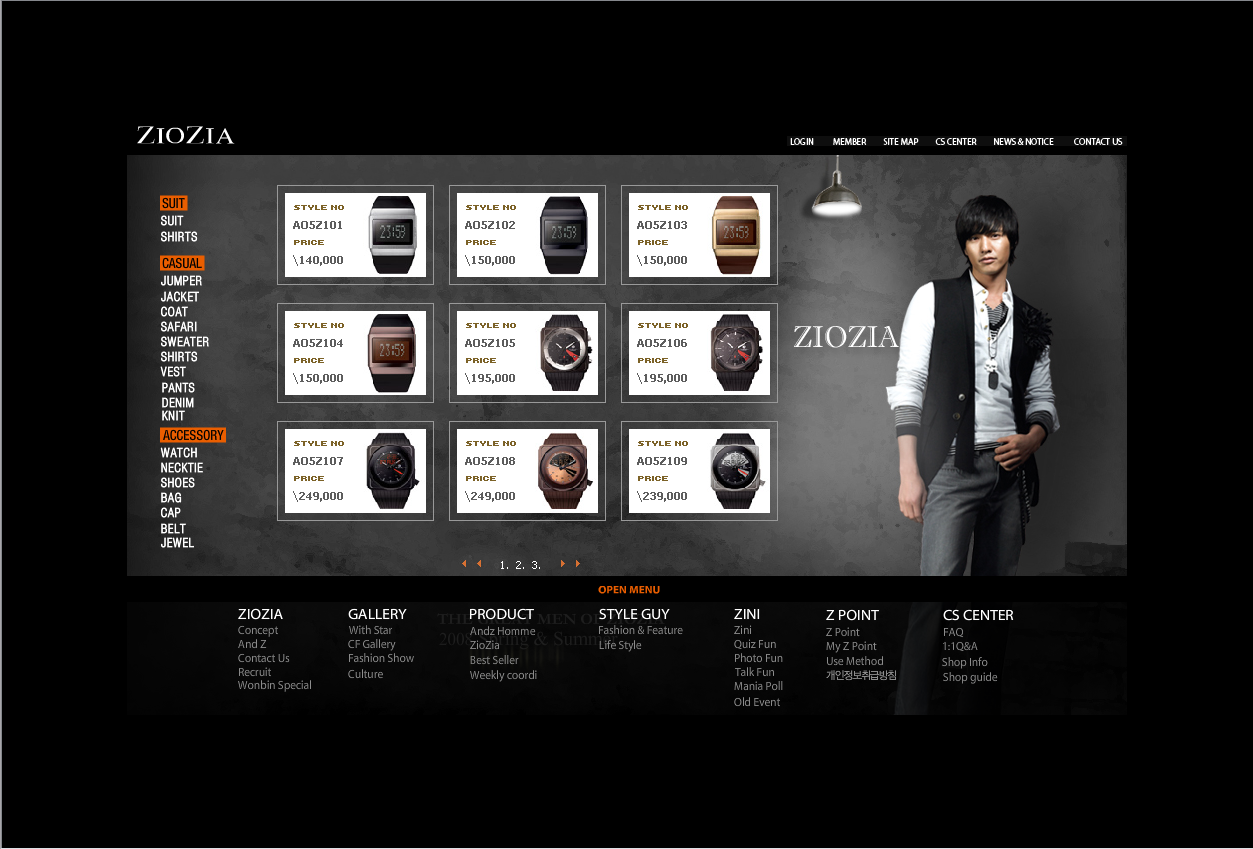 ZIOZIA
LOGIN MEMBER SITE MAP CS CENTER NEWS & NOTICE CONTACT US
SUIT
SUIT
SHIRTS
CASUAL
JUMPER
JACKET
COAT
SAFARI
SWEATER
SHIRTS
VEST
PANTS
DENIM
KNIT
ACCESSORY
WATCH
NECKTIE
SHOES
BAG
CAP
BELT
JEWEL
STYLE NO
AO5Z101
PRICE
\140,000
23:59
STYLE NO
AO5Z102
PRICE
\150,000
23:59
STYLE NO
AO5Z103
PRICE
\150,000
23:59
STYLE NO
AO5Z104
PRICE
\150,000
23:59
STYLE NO
AO5Z105
PRICE
\195,000
STYLE NO
AO5Z106
PRICE
\195,000
STYLE NO
AO5Z107
PRICE
\249,000
STYLE NO
AO5Z108
PRICE
\249,000
STYLE NO
AO5Z109
PRICE
\239,000
1. 2. 3.
ZIOZIA
OPEN MENU
ZIOZIA
Concept
And Z
Contact Us
Recruit
Wonbin Special
GALLERY
With Star
CF Gallery
Fashion Show
Culture
PRODUCT
Andz Homme
ZioZia
Best Seller
Weekly coordi
STYLE GUY
Fashion & Feature
Life Style
ZINI
Zini
Quiz Fun
Photo Fun
Talk Fun
Mania Poll
Old Event
Z POINT
Z Point
My Z Point
Use Method
개인정보취급방침
CS CENTER
FAQ
1:1Q&A
Shop Info
Shop guide